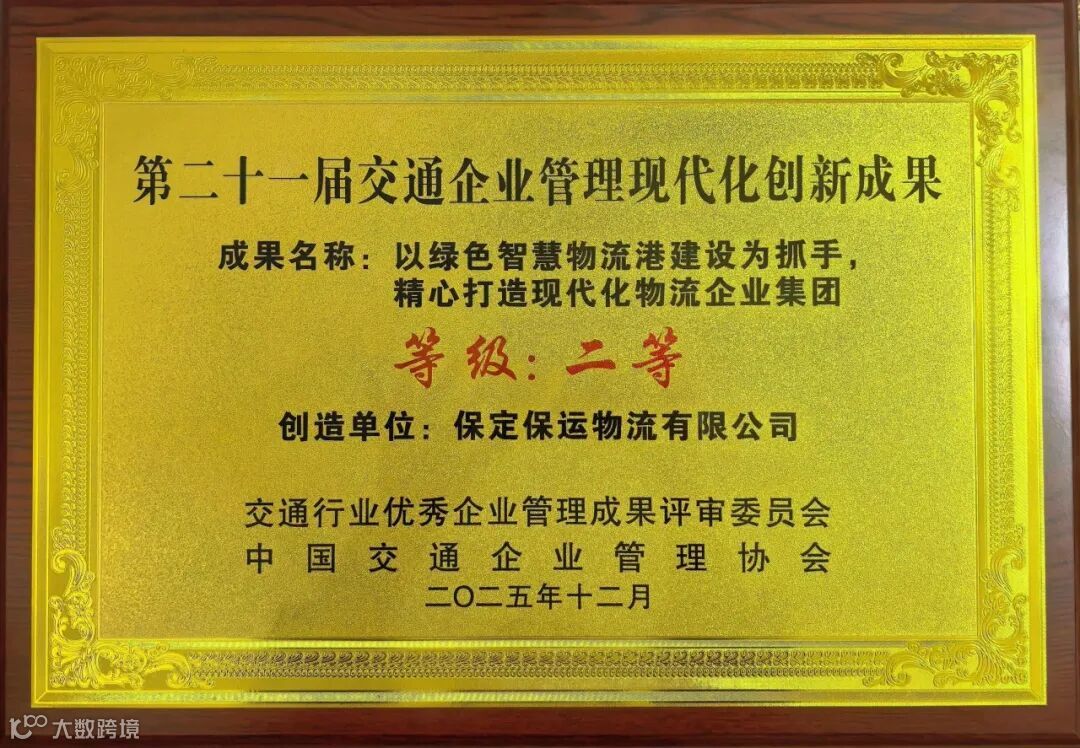 第二十一届交通企业管理现代化创新成果
成果名称：以绿色智慧物流港建设为抓手，
精心打造现代化物流企业集团
等级：二等
创造单位：保定保运物流有限公司
交通行业优秀企业管理成果评审委员会
中国交通企业管理协会
二〇二五年十二月
大数跨境